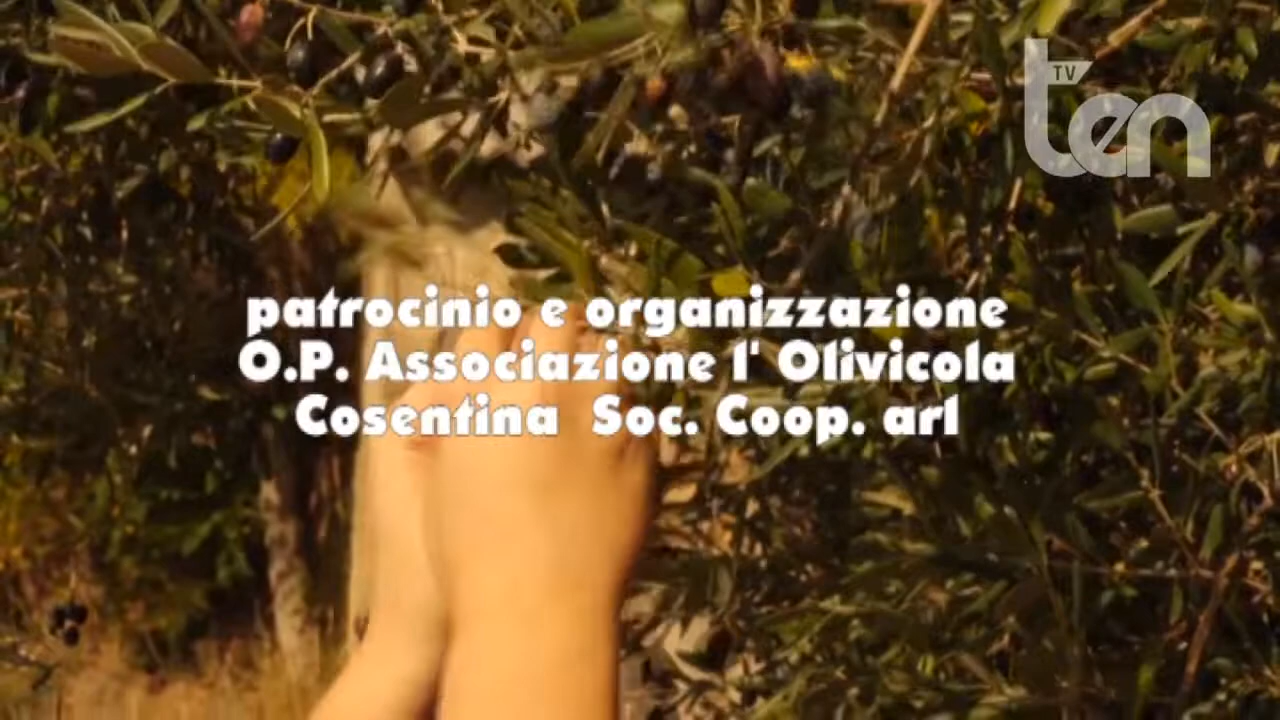 TV
ten
patrocinio e organizzazione
O.P. Associazione l' Olivicola
Cosentina Soc. Coop. arl